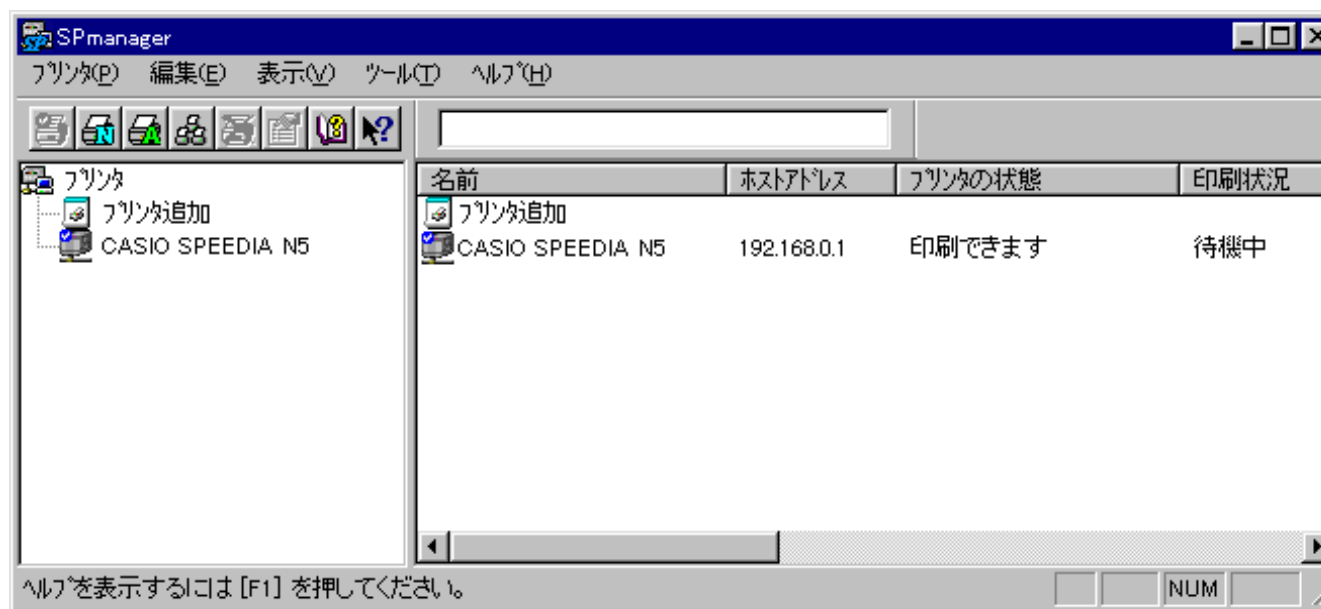 SPmanager
プリンタ(P) 編集(E) 表示(V) ツール(T) ヘルプ(H)
プリンタ
プリンタ追加
CASIO SPEEDIA N5
名前 ホストアドレス プリンタの状態 印刷状況
プリンタ追加
CASIO SPEEDIA N5 192.168.0.1 印刷できます 待機中
ヘルプを表示するには [F1] を押してください。 NUM